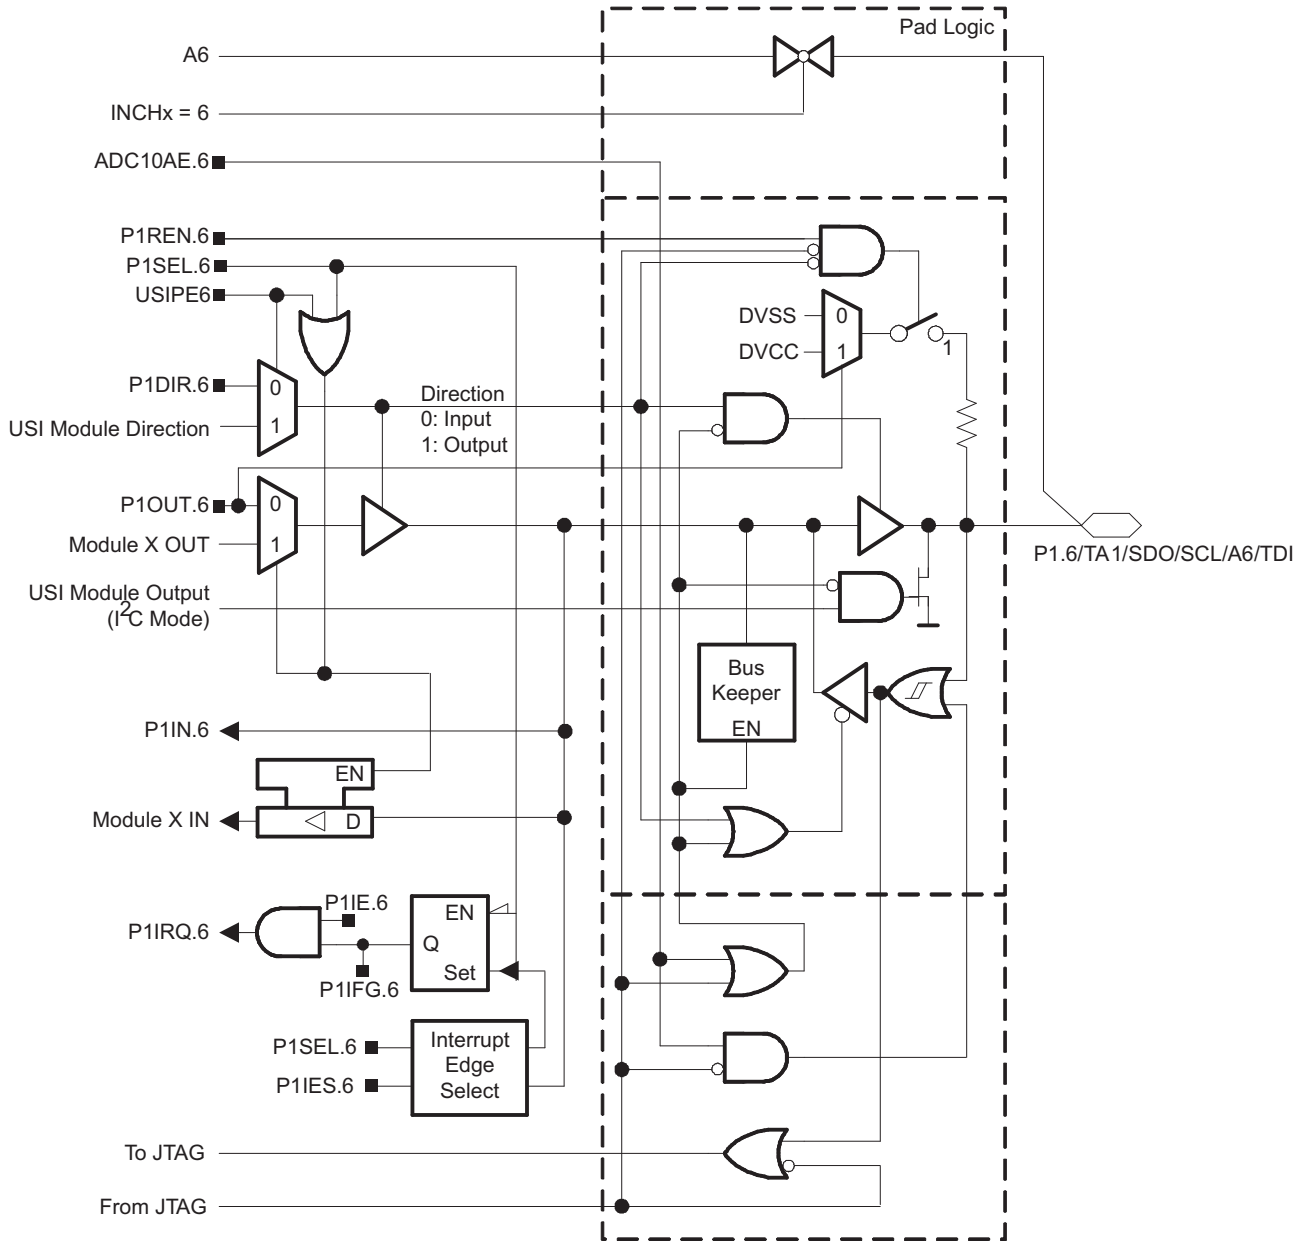 Pad Logic
A6
INCHx = 6
ADC10AE.6
P1REN.6
P1SEL.6
USIPE6
DVSS
0
DVCC
1
1
P1DIR.6
0
USI Module Direction
1
Direction
0: Input
1: Output
P1OUT.6
0
Module X OUT
1
P1.6/TA1/SDO/SCL/A6/TDI
USI Module Output
(I2C Mode)
Bus
Keeper
EN
P1IN.6
EN
Module X IN
D
P1IE.6
P1IRQ.6
EN
Q
Set
P1IFG.6
P1SEL.6
P1IES.6
Interrupt
Edge
Select
To JTAG
From JTAG